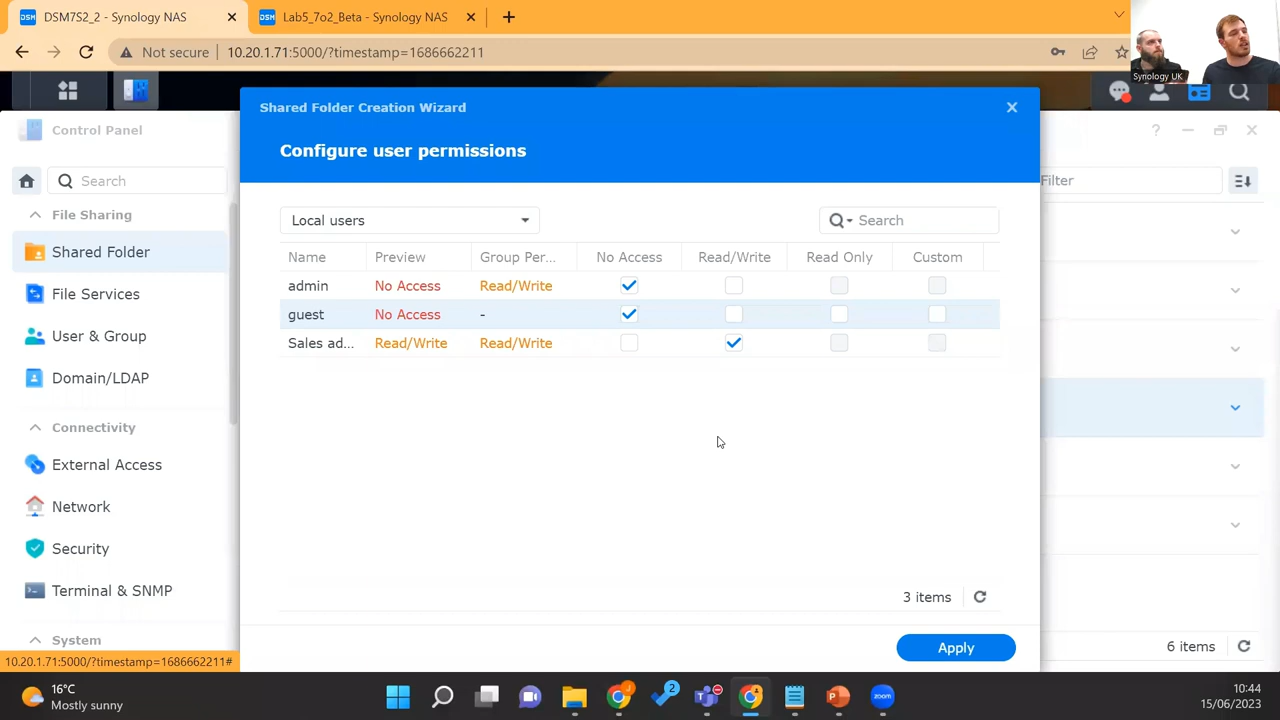 DSM7S2_2 - Synology NAS
Lab5_7o2_Beta - Synology NAS
Not secure
10.20.1.71:5000/?timestamp=1686662211
Synology UK
Control Panel
Search
File Sharing
Shared Folder
File Services
User & Group
Domain/LDAP
Connectivity
External Access
Network
Security
Terminal & SNMP
System
10.20.1.71:5000/?timestamp=1686662211#
Shared Folder Creation Wizard
Configure user permissions
Local users
Search
Name Preview Group Per... No Access Read/Write Read Only Custom
admin No Access Read/Write
guest No Access -
Sales ad... Read/Write Read/Write
3 items
Apply
Filter
6 items
16°C
Mostly sunny
2
zoom
10:44
15/06/2023